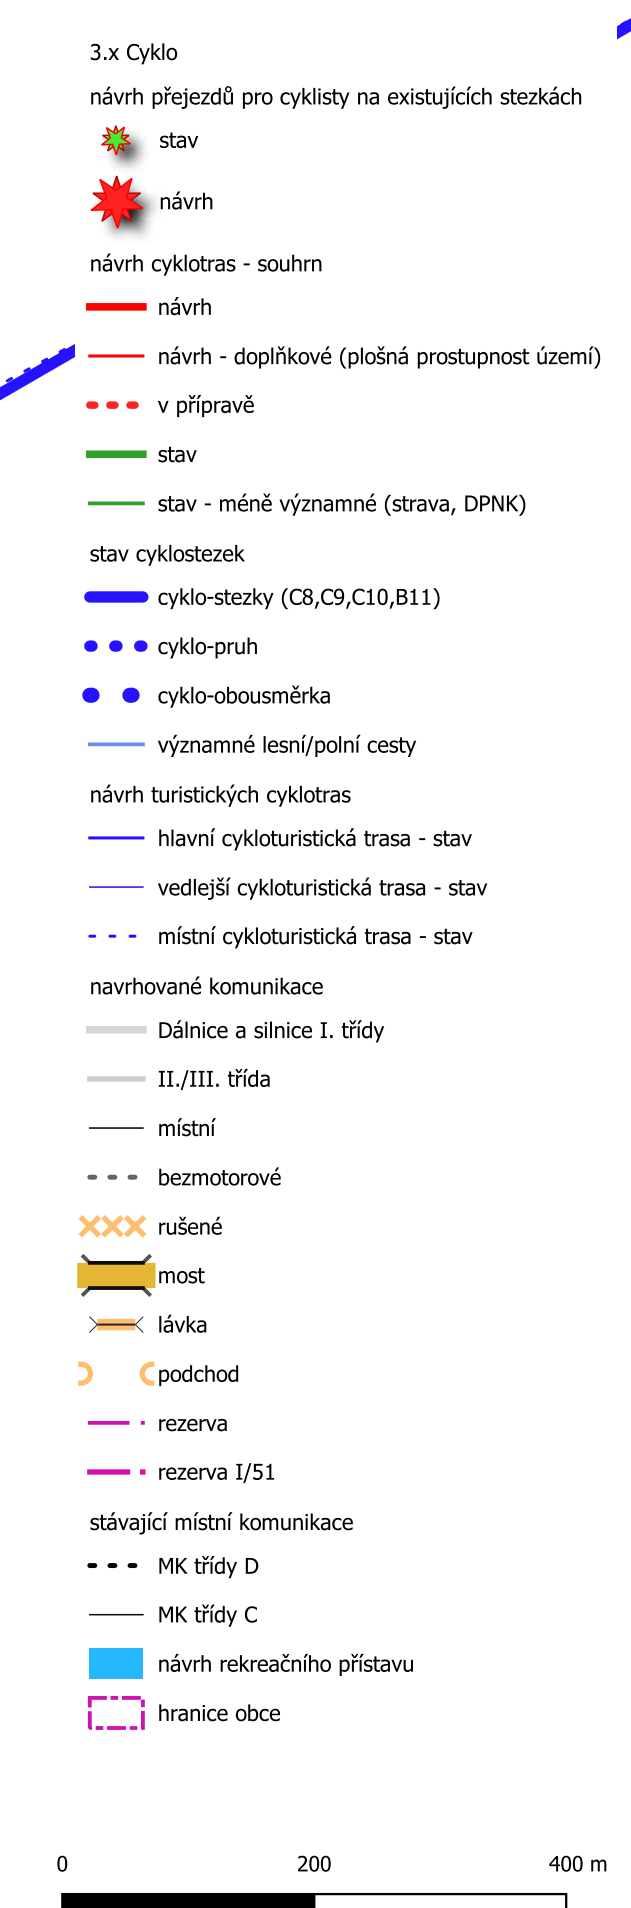 3.x Cyklo
návrh přejezdů pro cyklisty na existujících stezkách
stav
návrh
návrh cyklotras - souhrn
návrh
návrh - doplňkové (plošná prostupnost území)
v přípravě
stav
stav - méně významné (strava, DPNK)
stav cyklostezek
cyklo-stezky (C8,C9,C10,B11)
cyklo-pruh
cyklo-obousměrka
významné lesní/polní cesty
návrh turistických cyklotras
hlavní cykloturistická trasa - stav
vedlejší cykloturistická trasa - stav
místní cykloturistická trasa - stav
navrhované komunikace
Dálnice a silnice I. třídy
II./III. třída
místní
bezmotorové
rušené
most
lávka
podchod
rezerva
rezerva I/51
stávající místní komunikace
MK třídy D
MK třídy C
návrh rekreačního přístavu
hranice obce
0 200 400 m